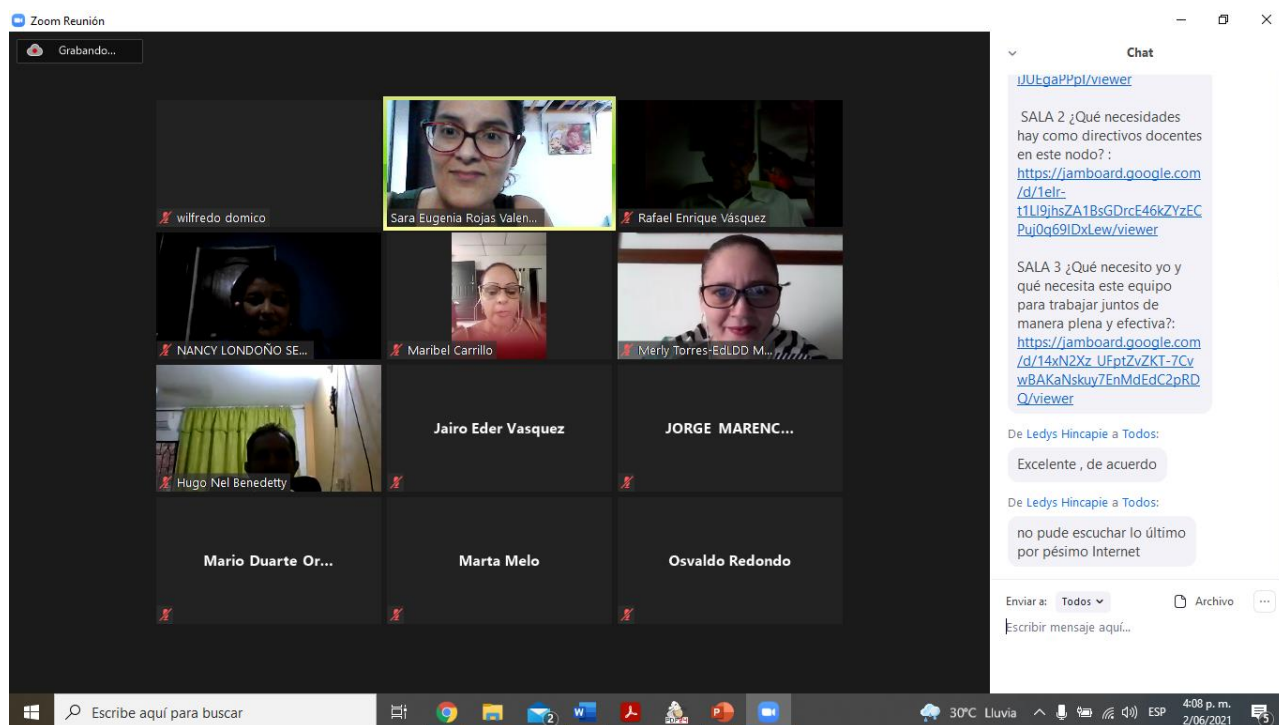 Zoom Reunión
Grabando...
wilfredo domico
Sara Eugenia Rojas Valen...
Rafael Enrique Vásquez
NANCY LONDOÑO SE...
Maribel Carrillo
Merly Torres-EdLDD M...
Hugo Nel Benedetty
Jairo Eder Vasquez
JORGE MARENC...
Mario Duarte Or...
Marta Melo
Osvaldo Redondo
Chat
iJUEgaPPpI/viewer
SALA 2 ¿Qué necesidades
hay como directivos docentes
en este nodo? :
https://jamboard.google.com
/d/1eIr-
t1LI9jhsZA1BsGDrcE46kZYzEC
Puj0q69IDxLew/viewer
SALA 3 ¿Qué necesito yo y
qué necesita este equipo
para trabajar juntos de
manera plena y efectiva?:
https://jamboard.google.com
/d/14xN2Xz_UFptZvZKT-7Cv
wBAKaNskuy7EnMdEdC2pRD
Q/viewer
De Ledys Hincapie a Todos:
Excelente , de acuerdo
De Ledys Hincapie a Todos:
no pude escuchar lo último
por pésimo Internet
Enviar a: Todos
Archivo
Escribir mensaje aquí...
Escribe aquí para buscar
2
30°C Lluvia
ESP
4:08 p. m.
2/06/2021